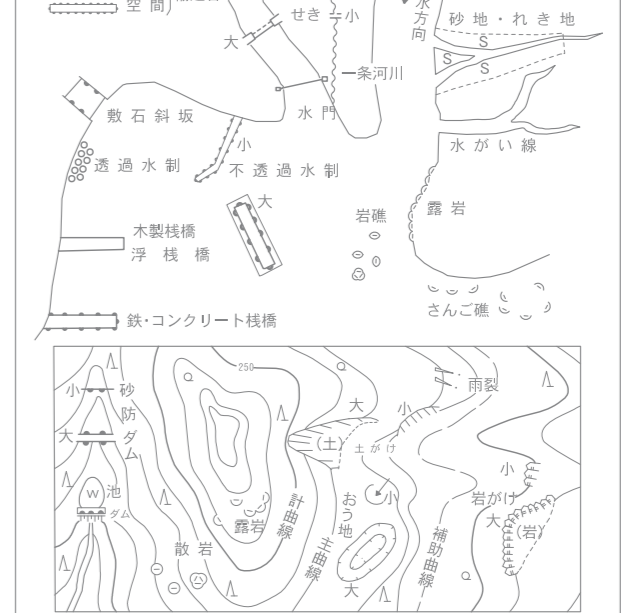 空間)
せき
小
大
水方向
砂地・れき地
S
S
S
一条河川
敷石斜坂
水門
小
水がい線
透過水制
不透過水制
大
岩礁
露岩
木製桟橋
浮桟橋
さんご礁
鉄・コンクリート桟橋
250
小
砂防ダム
大
大
小
雨裂
(土)
土がけ
小
池
W
ダム
露岩
計曲線
おう地
小
岩がけ
大
(岩)
散岩
主曲線
補助曲線
大